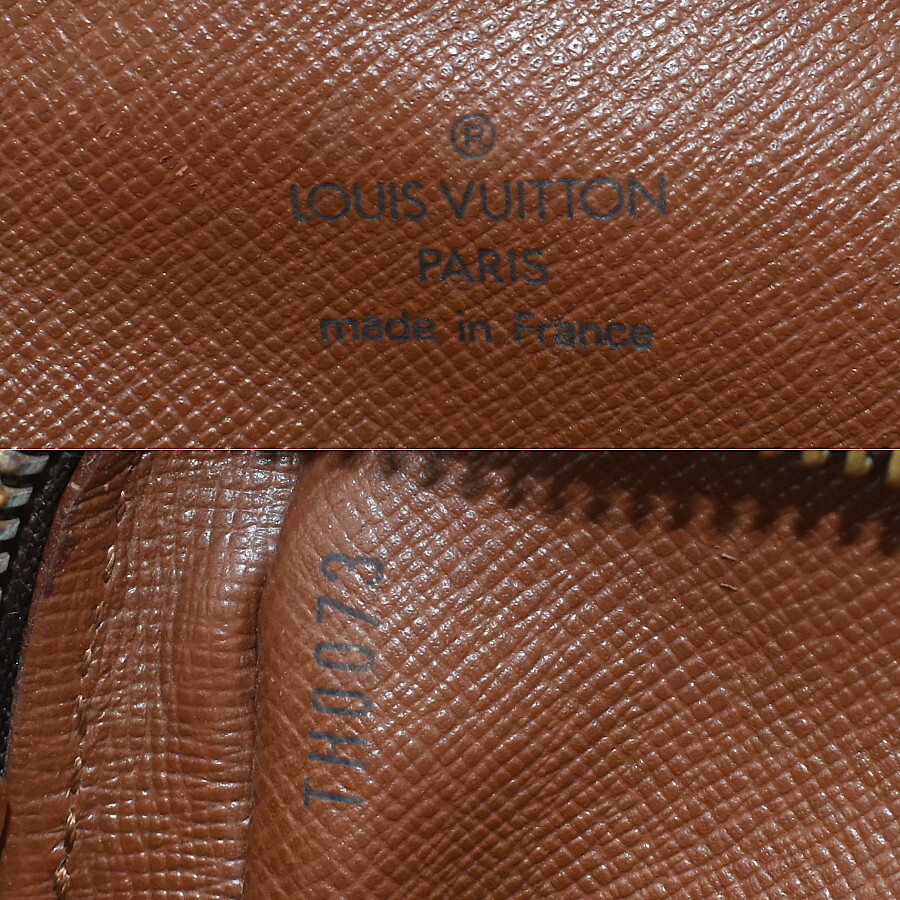 ®
LOUIS VUITTON
PARIS
made in France
TH0073